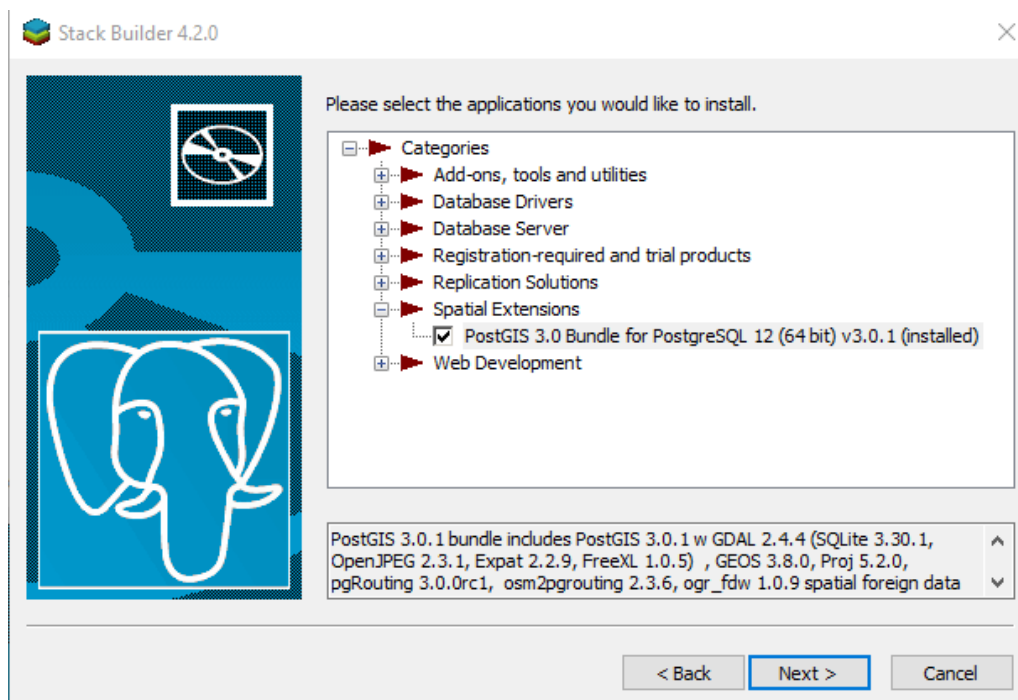 Stack Builder 4.2.0
Please select the applications you would like to install.
Categories
Add-ons, tools and utilities
Database Drivers
Database Server
Registration-required and trial products
Replication Solutions
Spatial Extensions
PostGIS 3.0 Bundle for PostgreSQL 12 (64 bit) v3.0.1 (installed)
Web Development
PostGIS 3.0.1 bundle includes PostGIS 3.0.1 w GDAL 2.4.4 (SQLite 3.30.1,
OpenJPEG 2.3.1, Expat 2.2.9, FreeXL 1.0.5) , GEOS 3.8.0, Proj 5.2.0,
pgRouting 3.0.0rc1, osm2pgrouting 2.3.6, ogr_fdw 1.0.9 spatial foreign data
< Back
Next >
Cancel